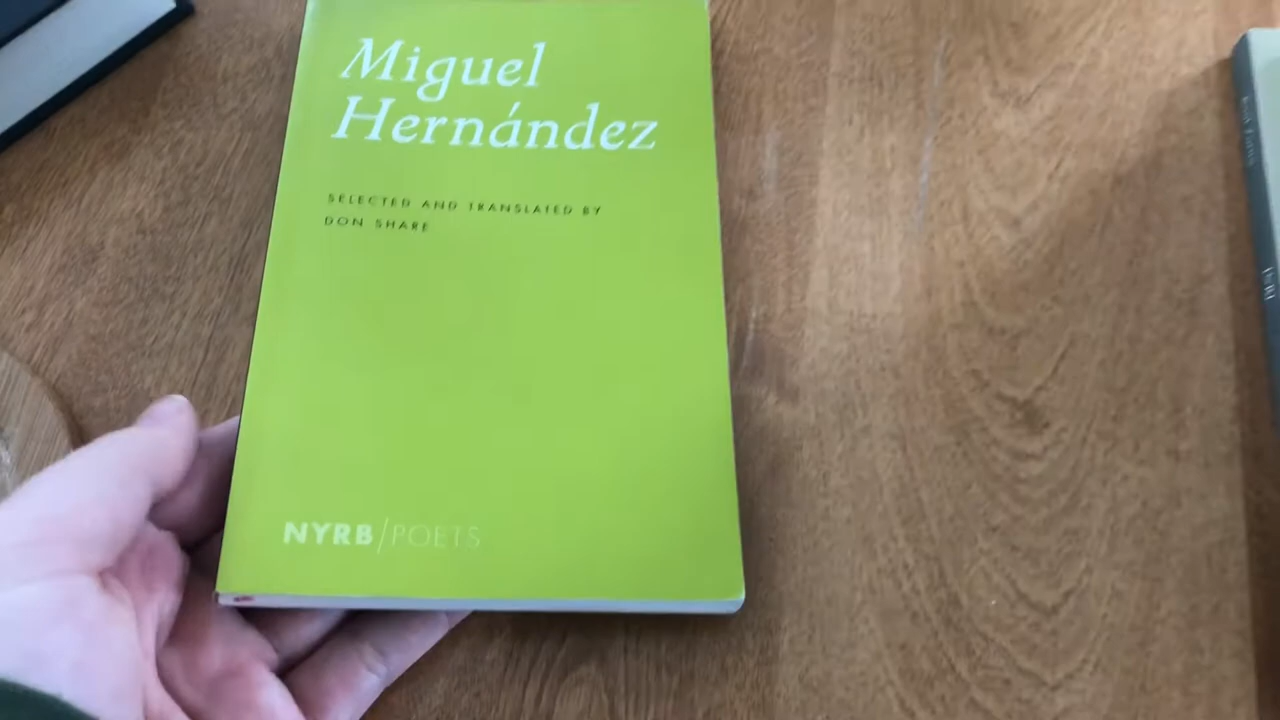 Miguel
Hernández
SELECTED AND TRANSLATED BY
DON SHARE
NYRB/POETS